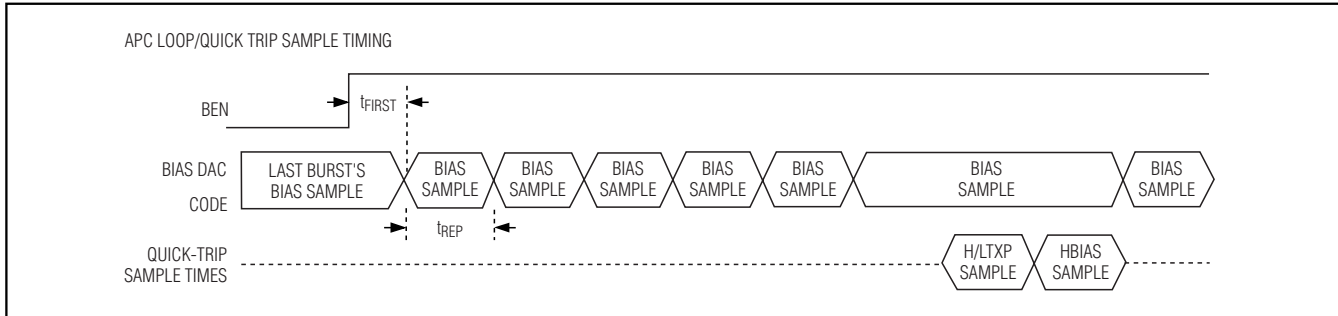 APC LOOP/QUICK TRIP SAMPLE TIMING
BEN
tFIRST
BIAS DAC
CODE
LAST BURST'S
BIAS SAMPLE
BIAS
SAMPLE
BIAS
SAMPLE
BIAS
SAMPLE
BIAS
SAMPLE
BIAS
SAMPLE
BIAS
SAMPLE
BIAS
SAMPLE
tREP
QUICK-TRIP
SAMPLE TIMES
H/LTXP
SAMPLE
HBIAS
SAMPLE